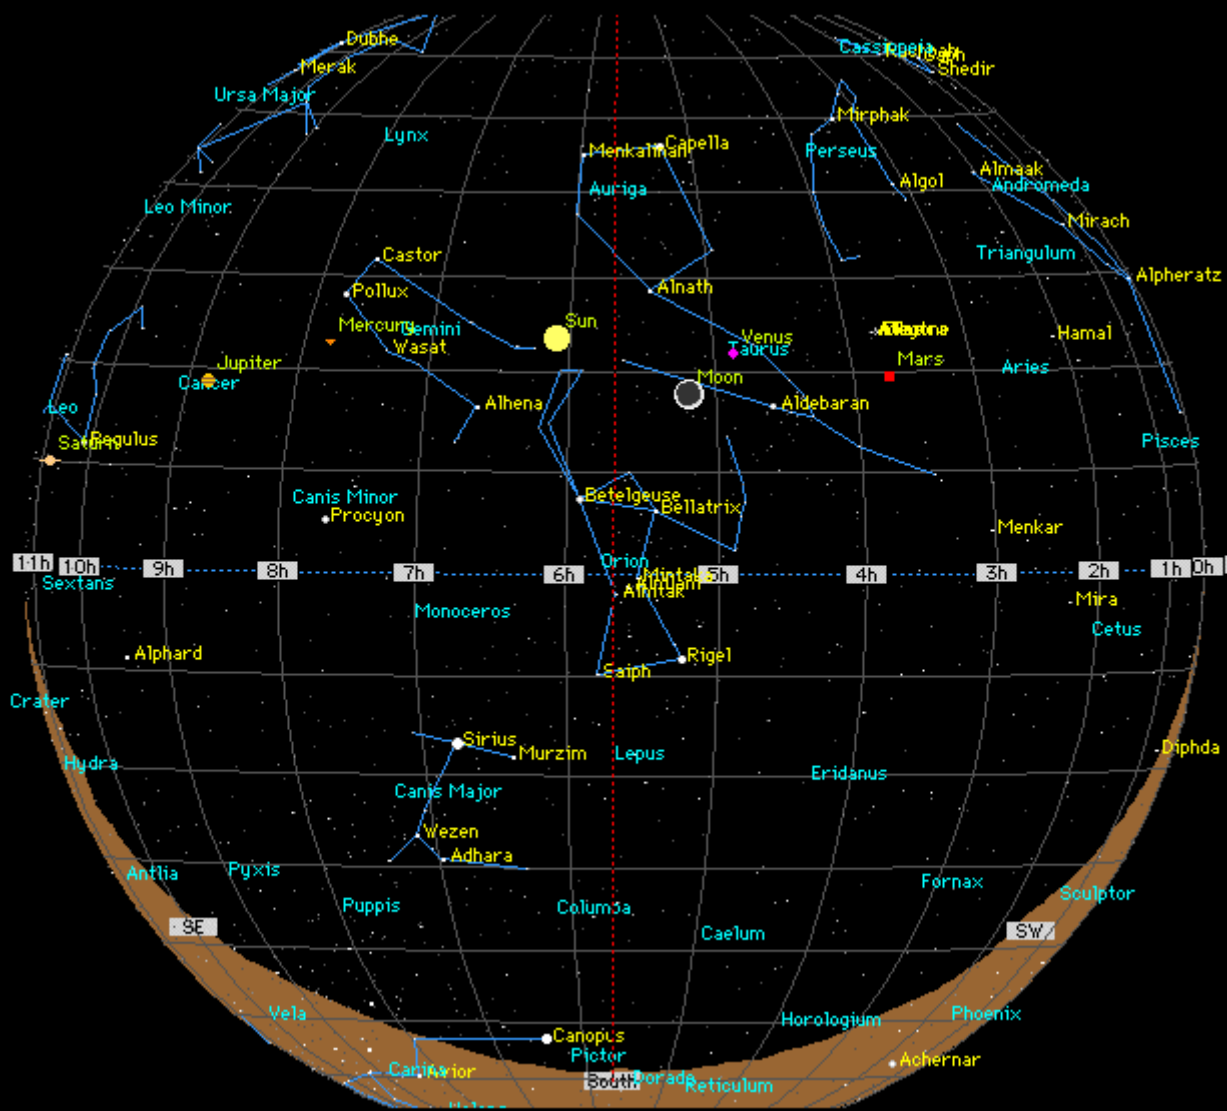 Dubhe
Cassiopeia
Shedir
Merak
Ursa Major
Mirphak
Lynx
Menkalinan
Capella
Perseus
Almaak
Algol
Andromeda
Auriga
Leo Minor
Mirach
Castor
Triangulum
Alpheratz
Pollux
Alnath
Mercury
Gemini
Sun
Venus
Hamal
Wasat
Taurus
Jupiter
Mars
Cancer
Moon
Aries
Leo
Alhena
Aldebaran
Saturn
Regulus
Pisces
Canis Minor
Betelgeuse
Procyon
Bellatrix
Menkar
11h
10h
9h
8h
7h
6h
Orion
5h
4h
3h
2h
1h
0h
Sextans
Mintaka
Alnilam
Alnitak
Monoceros
Mira
Cetus
Alphard
Rigel
Saiph
Crater
Sirius
Murzim
Lepus
Diphda
Hydra
Eridanus
Canis Major
Wezen
Adhara
Antlia
Pyxis
Fornax
Sculptor
Puppis
Columba
SE
Caelum
SW
Vela
Horologium
Phoenix
Canopus
Pictor
Achernar
Carina
Avior
South
Dorado
Reticulum